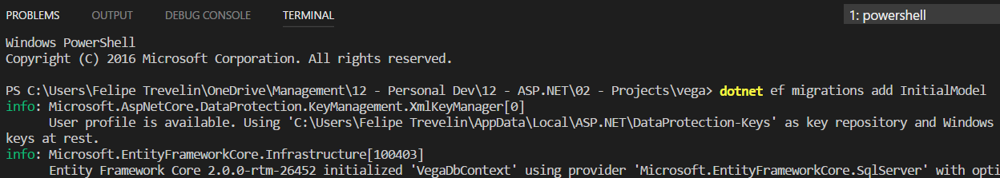 PROBLEMS OUTPUT DEBUG CONSOLE TERMINAL 1: powershell
Windows PowerShell
Copyright (C) 2016 Microsoft Corporation. All rights reserved.
PS C:\Users\Felipe Trevelin\OneDrive\Management\12 - Personal Dev\12 - ASP.NET\02 - Projects\vega> dotnet ef migrations add InitialModel
info: Microsoft.AspNetCore.DataProtection.KeyManagement.XmlKeyManager[0]
User profile is available. Using 'C:\Users\Felipe Trevelin\AppData\Local\ASP.NET\DataProtection-Keys' as key repository and Windows
keys at rest.
info: Microsoft.EntityFrameworkCore.Infrastructure[100403]
Entity Framework Core 2.0.0-rtm-26452 initialized 'VegaDbContext' using provider 'Microsoft.EntityFrameworkCore.SqlServer' with opti